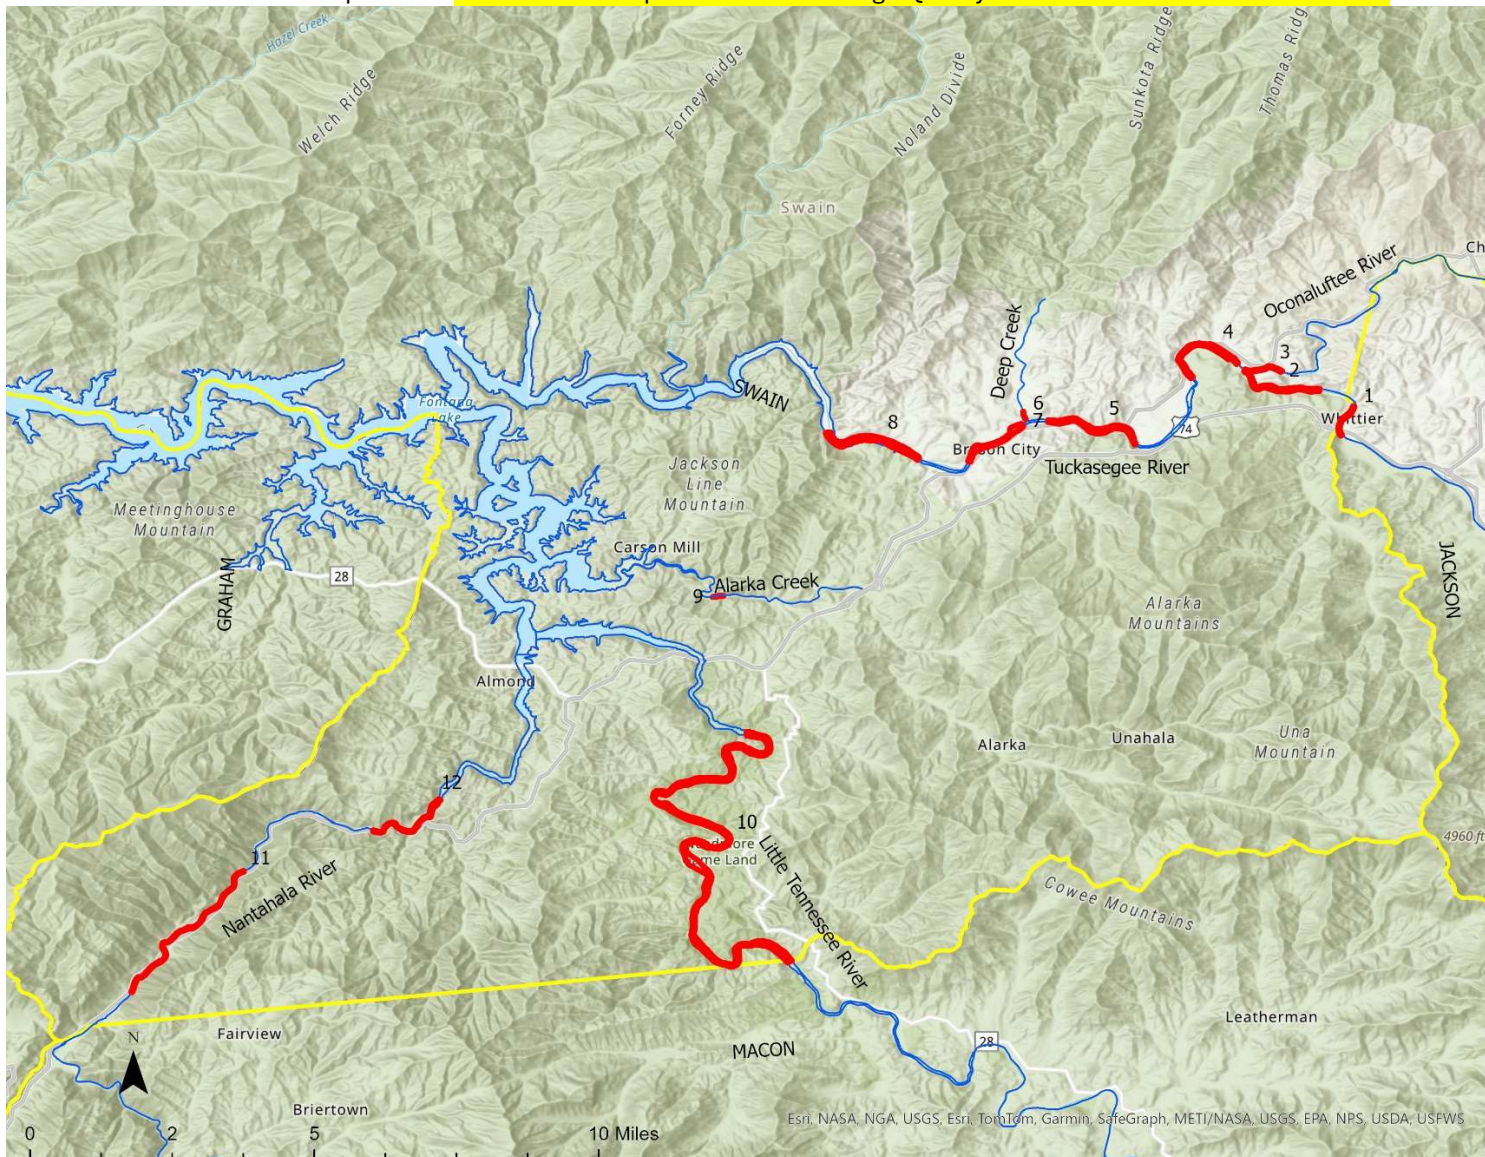 Hazel Creek
Welch Ridge
Forney Ridge
Noland Divide
Sunkota Ridge
Thomas Ridg
Swain
Ch
Oconaluftee River
Deep Creek
4
3
2
1
Whittier
SWAIN
Fontana
Lake
8
6
7
5
74
Tuckasegee River
Jackson
Line
Mountain
Meetinghouse
Mountain
Carson Mill
GRAHAM
28
9
Alarka Creek
Alarka
Mountains
JACKSON
Almond
Alarka
Unahala
Una
Mountain
12
10
4960 ft
11
Nantahala River
Little Tennessee River
Cowee Mountains
Fairview
N
MACON
28
Leatherman
Briertown
Esri, NASA, NGA, USGS, Esri, TomTom, Garmin, SafeGraph, METI/NASA, USGS, EPA, NPS, USDA, USFWS
0 2 5 10 Miles